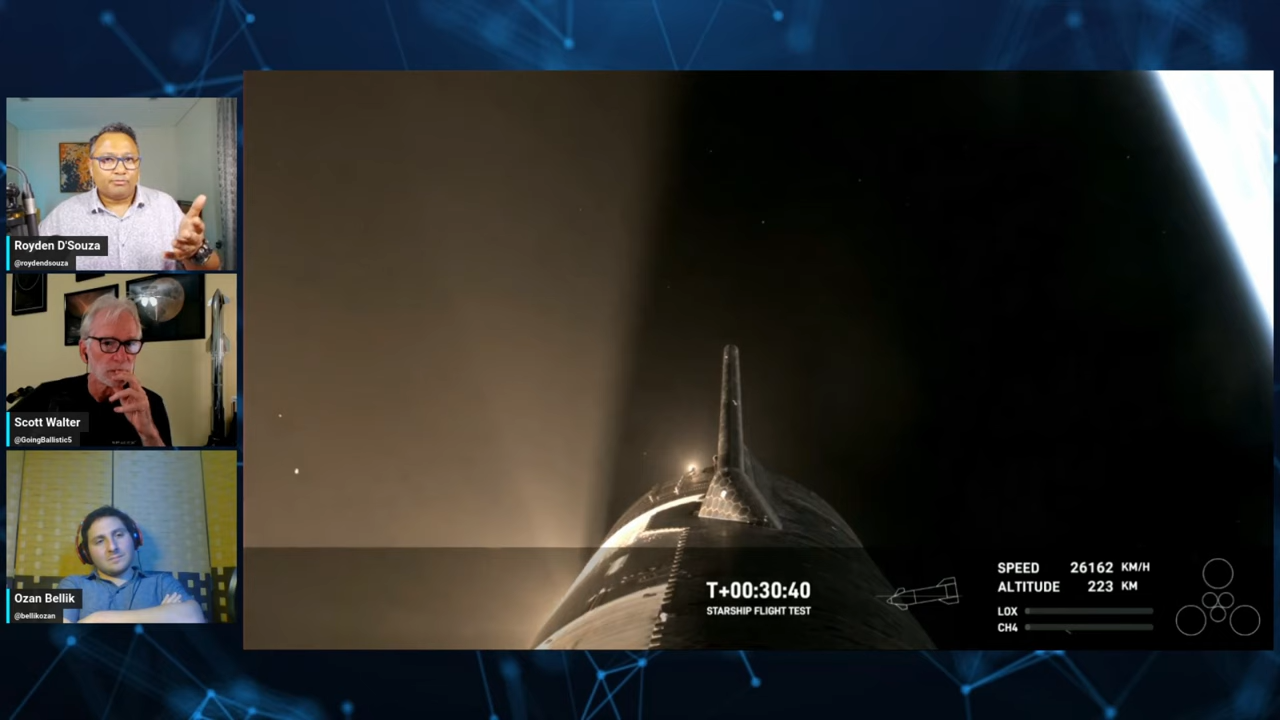 Royden D'Souza
@roydendsouza
Scott Walter
@GoingBallistic5
Ozan Bellik
@bellikozan
T+00:30:40
STARSHIP FLIGHT TEST
SPEED 26162 KM/H
ALTITUDE 223 KM
LOX
CH4